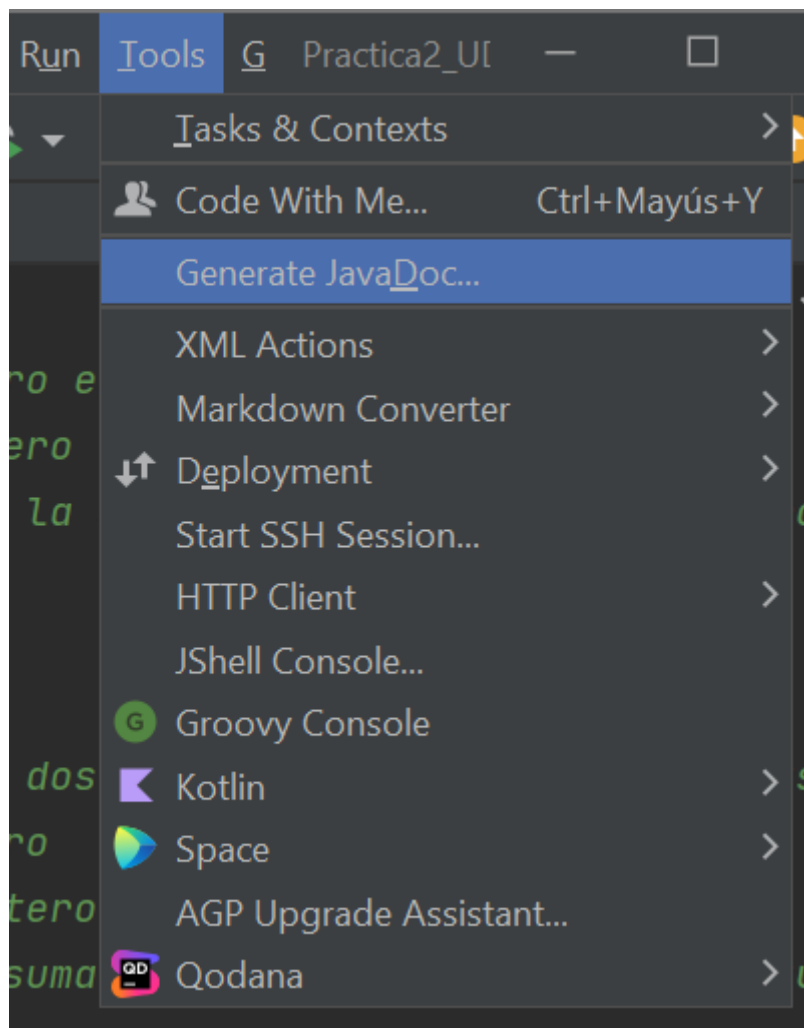 Run Tools G Practica2_U
Tasks & Contexts
Code With Me... Ctrl+Mayús+Y
Generate JavaDoc...
XML Actions
ro e
Markdown Converter
ero
Deployment
la
Start SSH Session...
HTTP Client
JShell Console...
G Groovy Console
dos
Kotlin
ro
Space
tero
AGP Upgrade Assistant...
suma
QD Qodana